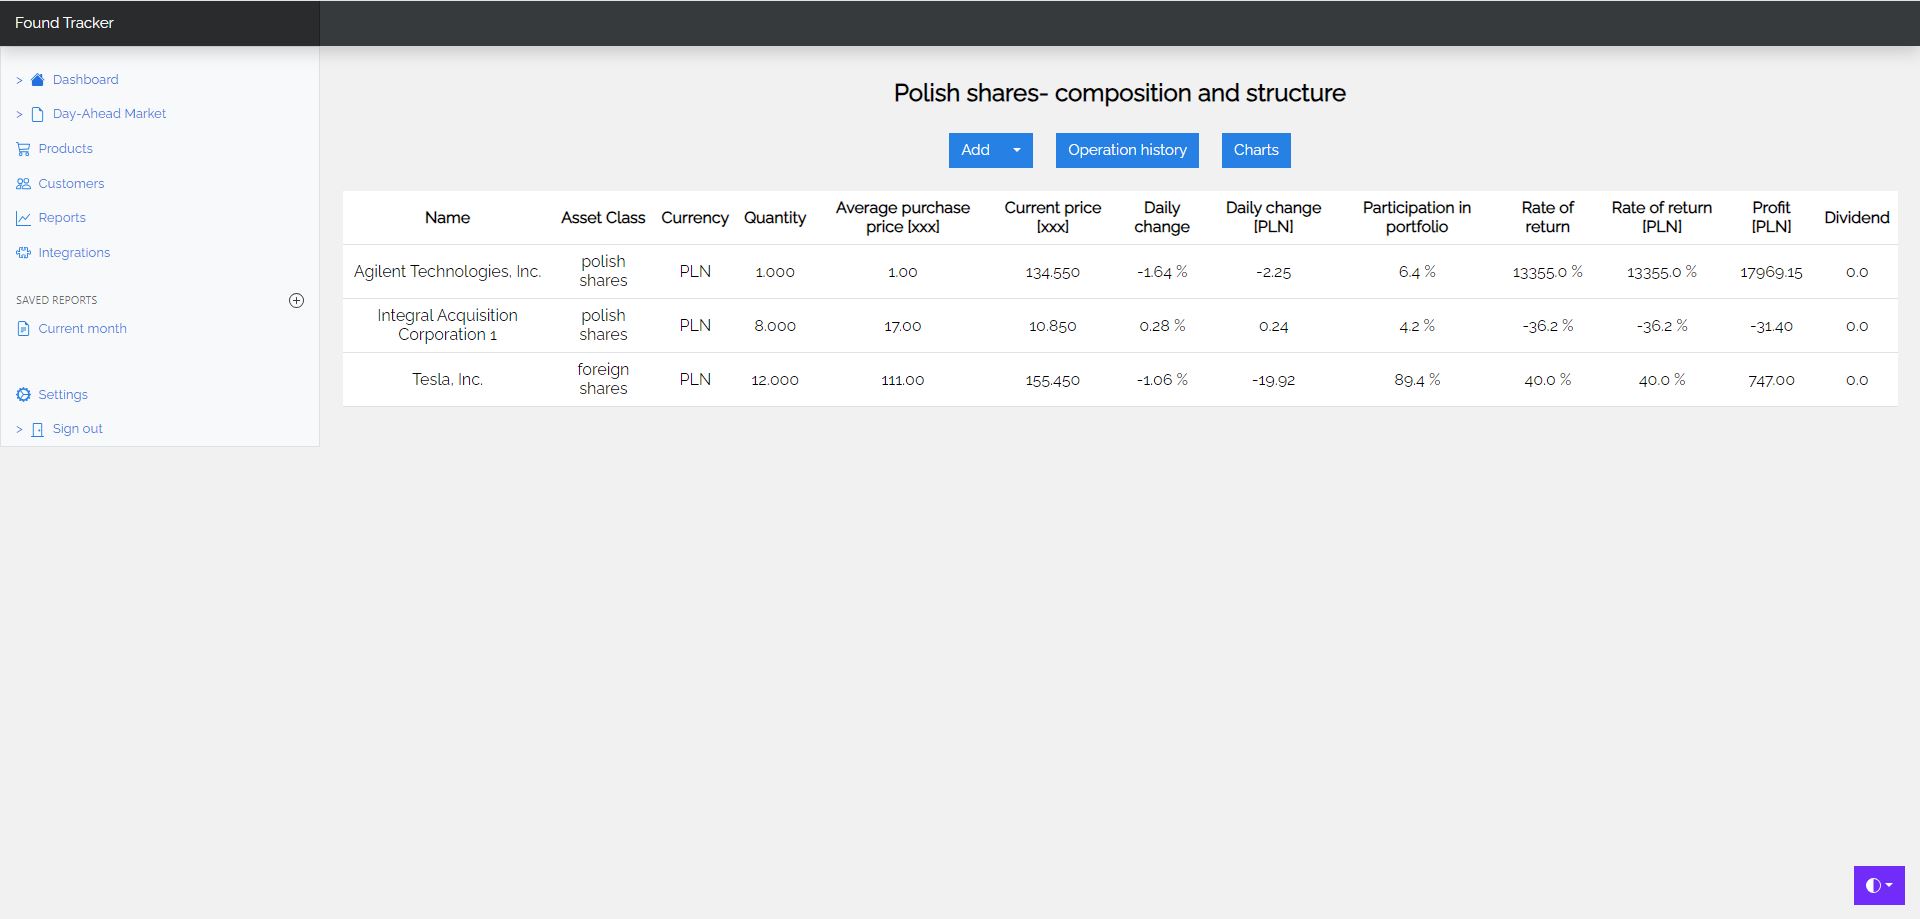 Found Tracker
> Dashboard
> Day-Ahead Market
Products
Customers
Reports
Integrations
SAVED REPORTS
Current month
Settings
> Sign out
Polish shares- composition and structure
Add Operation history Charts
Name Asset Class Currency Quantity Average purchase price [xxx] Current price [xxx] Daily change Daily change [PLN] Participation in portfolio Rate of return Rate of return [PLN] Profit [PLN] Dividend
Agilent Technologies, Inc. polish shares PLN 1.000 1.00 134.550 -1.64 % -2.25 6.4 % 13355.0 % 13355.0 % 17969.15 0.0
Integral Acquisition Corporation 1 polish shares PLN 8.000 17.00 10.850 0.28 % 0.24 4.2 % -36.2 % -36.2 % -31.40 0.0
Tesla, Inc. foreign shares PLN 12.000 111.00 155.450 -1.06 % -19.92 89.4 % 40.0 % 40.0 % 747.00 0.0